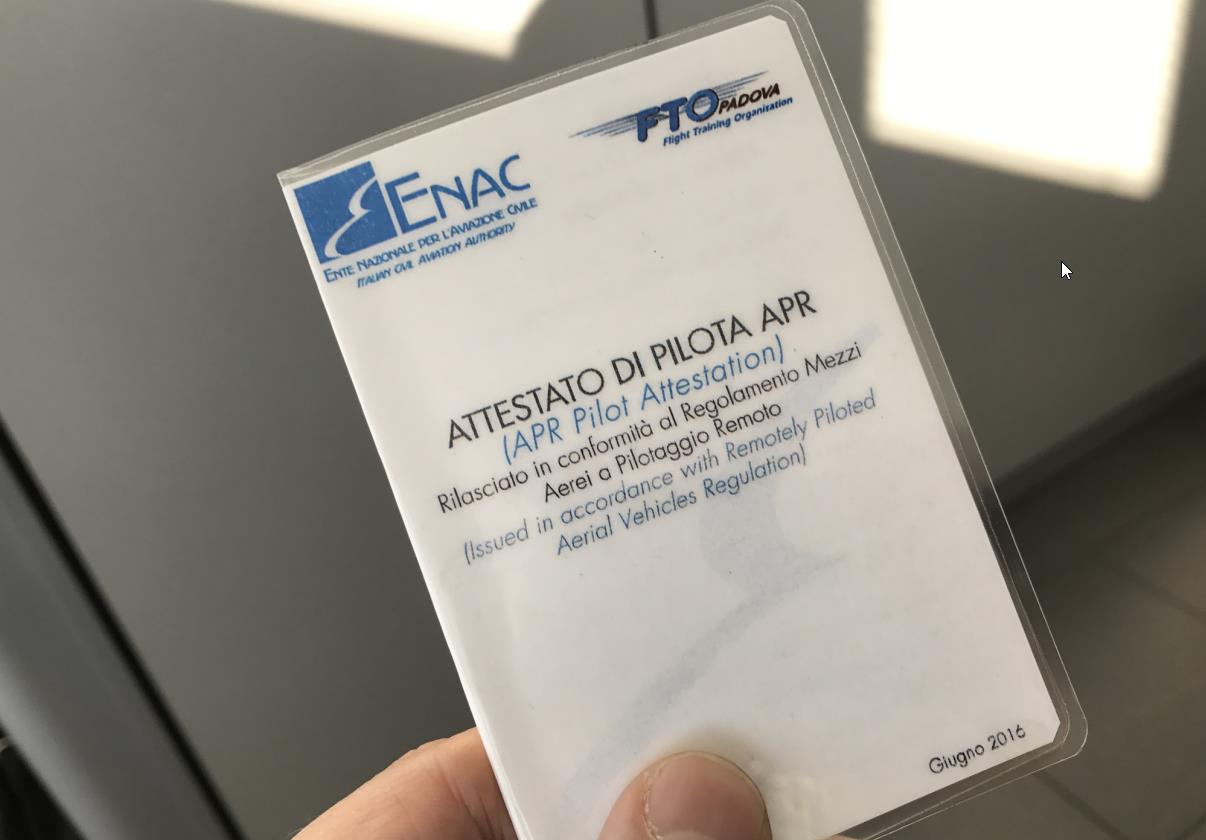 FTO PADOVA
Flight Training Organisation
ENAC
ENTE NAZIONALE PER L'AVIAZIONE CIVILE
ITALIAN CIVIL AVIATION AUTHORITY
ATTESTATO DI PILOTA APR
(APR Pilot Attestation)
Rilasciato in conformità al Regolamento Mezzi
Aerei a Pilotaggio Remoto
(Issued in accordance with Remotely Piloted
Aerial Vehicles Regulation)
Giugno 2016